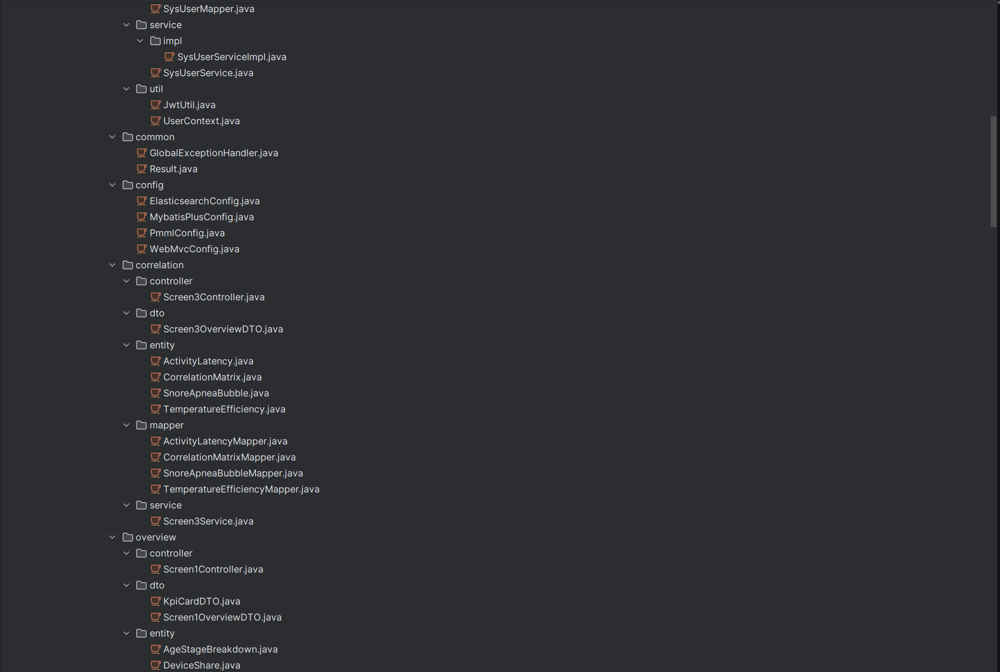 SysUserMapper.java
service
impl
SysUserServiceImpl.java
SysUserService.java
util
JwtUtil.java
UserContext.java
common
GlobalExceptionHandler.java
Result.java
config
ElasticsearchConfig.java
MybatisPlusConfig.java
PmmlConfig.java
WebMvcConfig.java
correlation
controller
Screen3Controller.java
dto
Screen3OverviewDTO.java
entity
ActivityLatency.java
CorrelationMatrix.java
SnoreApneaBubble.java
TemperatureEfficiency.java
mapper
ActivityLatencyMapper.java
CorrelationMatrixMapper.java
SnoreApneaBubbleMapper.java
TemperatureEfficiencyMapper.java
service
Screen3Service.java
overview
controller
Screen1Controller.java
dto
KpiCardDTO.java
Screen1OverviewDTO.java
entity
AgeStageBreakdown.java
DeviceShare.java